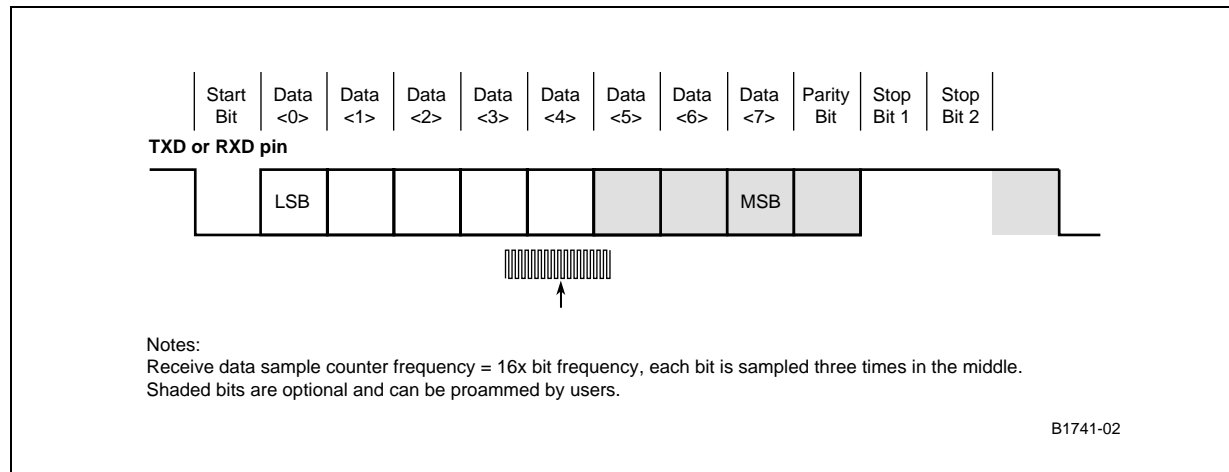 Start Data Data Data Data Data Data Data Data Parity Stop Stop
Bit <0> <1> <2> <3> <4> <5> <6> <7> Bit Bit 1 Bit 2
TXD or RXD pin
LSB MSB
Notes:
Receive data sample counter frequency = 16x bit frequency, each bit is sampled three times in the middle.
Shaded bits are optional and can be proammed by users.
B1741-02